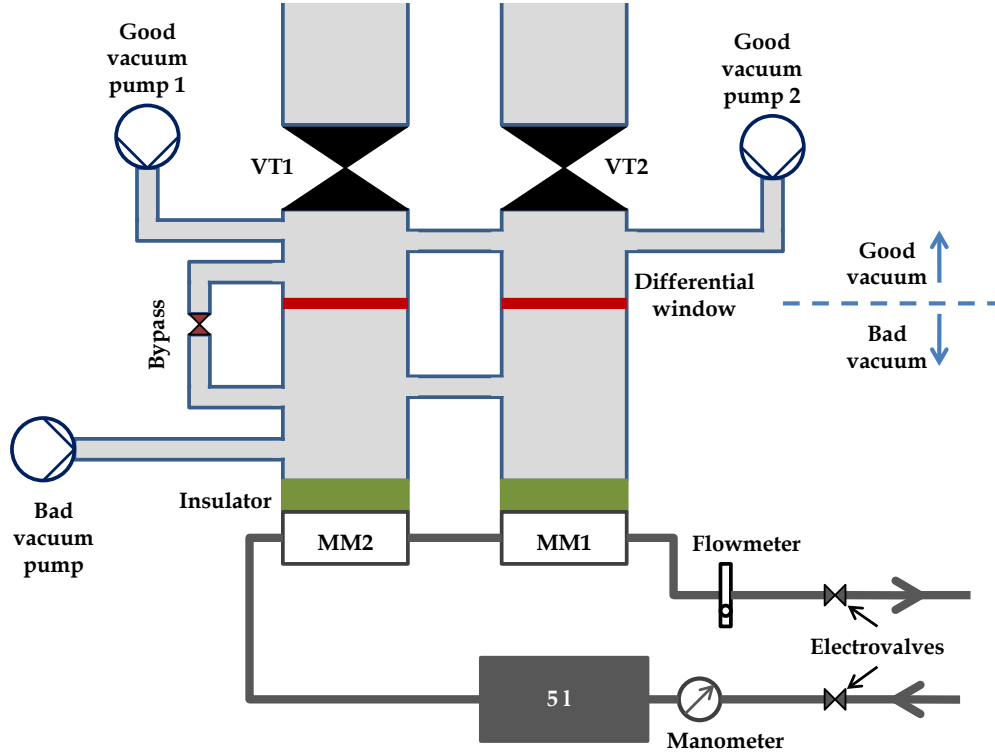 Good
vacuum
pump 1
Good
vacuum
pump 2
VT1
VT2
Good
vacuum
Differential
window
Bad
vacuum
Bypass
Insulator
Bad
vacuum
pump
MM2
MM1
Flowmeter
Electrovalves
5 l
Manometer